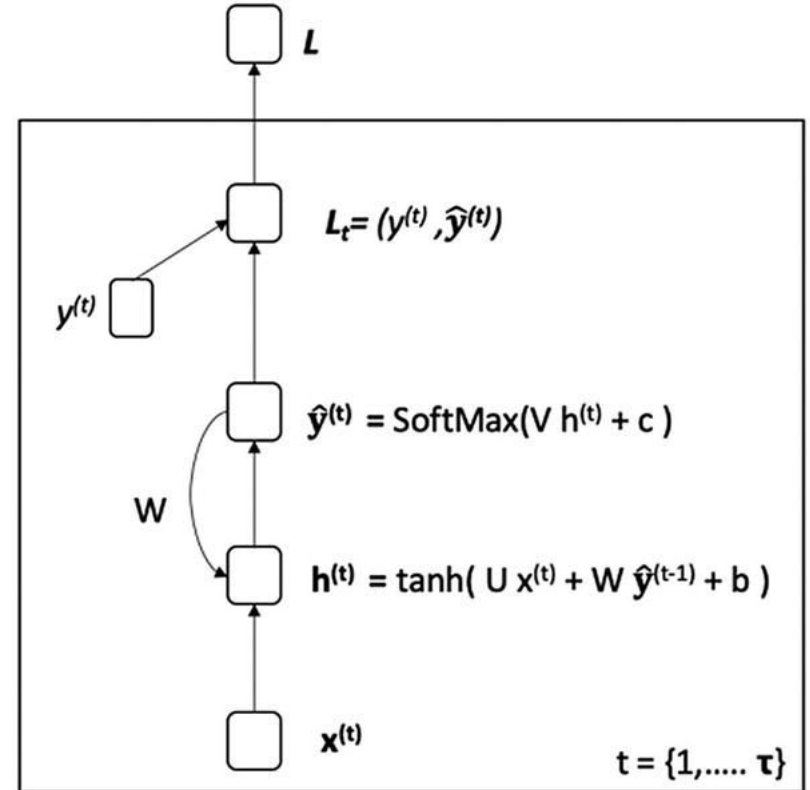 L
Lₜ= (y⁽ᵗ⁾ ,ŷ⁽ᵗ⁾)
y⁽ᵗ⁾
ŷ⁽ᵗ⁾ = SoftMax(V h⁽ᵗ⁾ + c )
W
h⁽ᵗ⁾ = tanh( U x⁽ᵗ⁾ + W ŷ⁽ᵗ⁻¹⁾ + b )
x⁽ᵗ⁾
t = {1,..... τ}